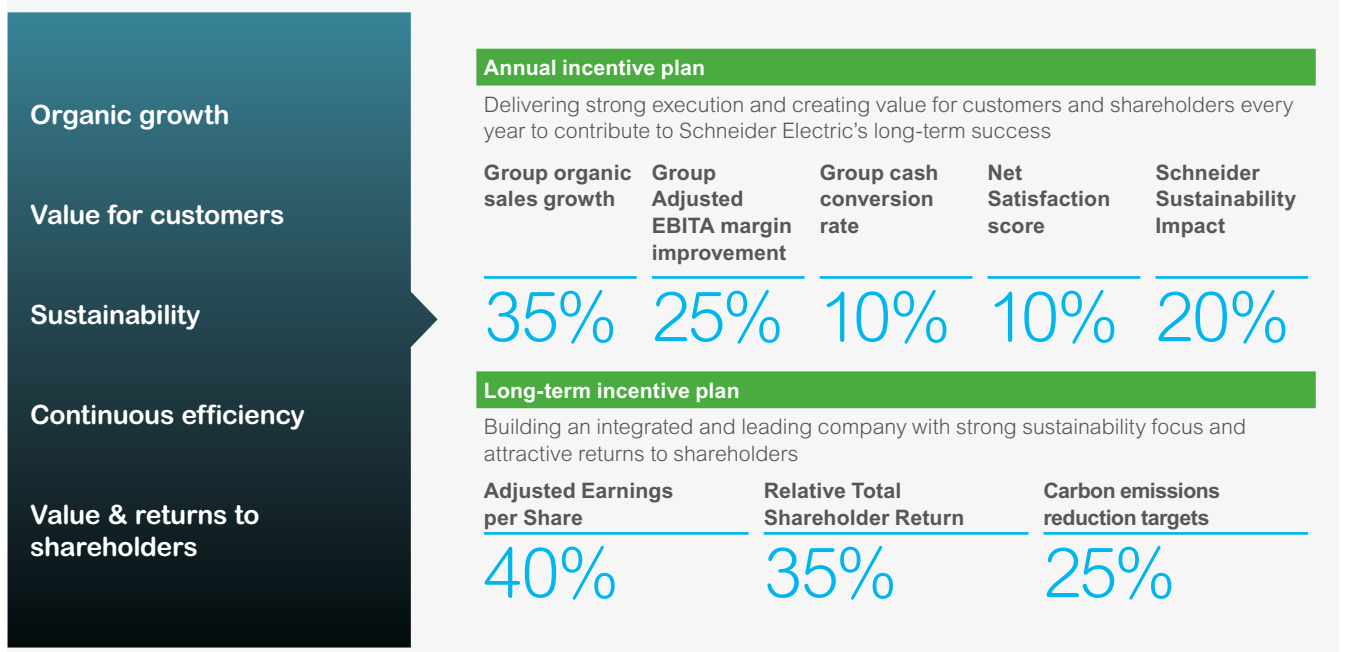 Organic growth
Value for customers
Sustainability
Continuous efficiency
Value & returns to
shareholders
Annual incentive plan
Delivering strong execution and creating value for customers and shareholders every
year to contribute to Schneider Electric’s long-term success
Group organic
sales growth
35%
Group
Adjusted
EBITA margin
improvement
25%
Group cash
conversion
rate
10%
Net
Satisfaction
score
10%
Schneider
Sustainability
Impact
20%
Long-term incentive plan
Building an integrated and leading company with strong sustainability focus and
attractive returns to shareholders
Adjusted Earnings
per Share
40%
Relative Total
Shareholder Return
35%
Carbon emissions
reduction targets
25%